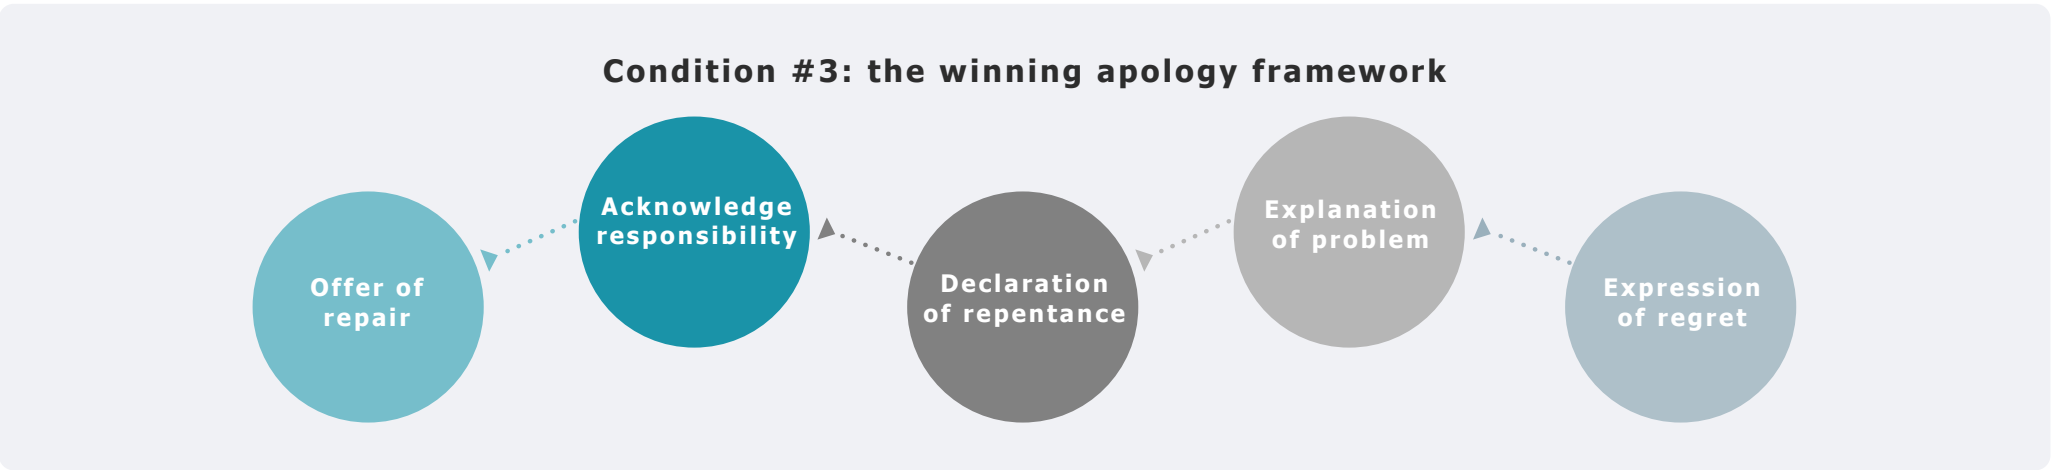 Condition #3: the winning apology framework
Offer of
repair
Acknowledge
responsibility
Declaration
of repentance
Explanation
of problem
Expression
of regret